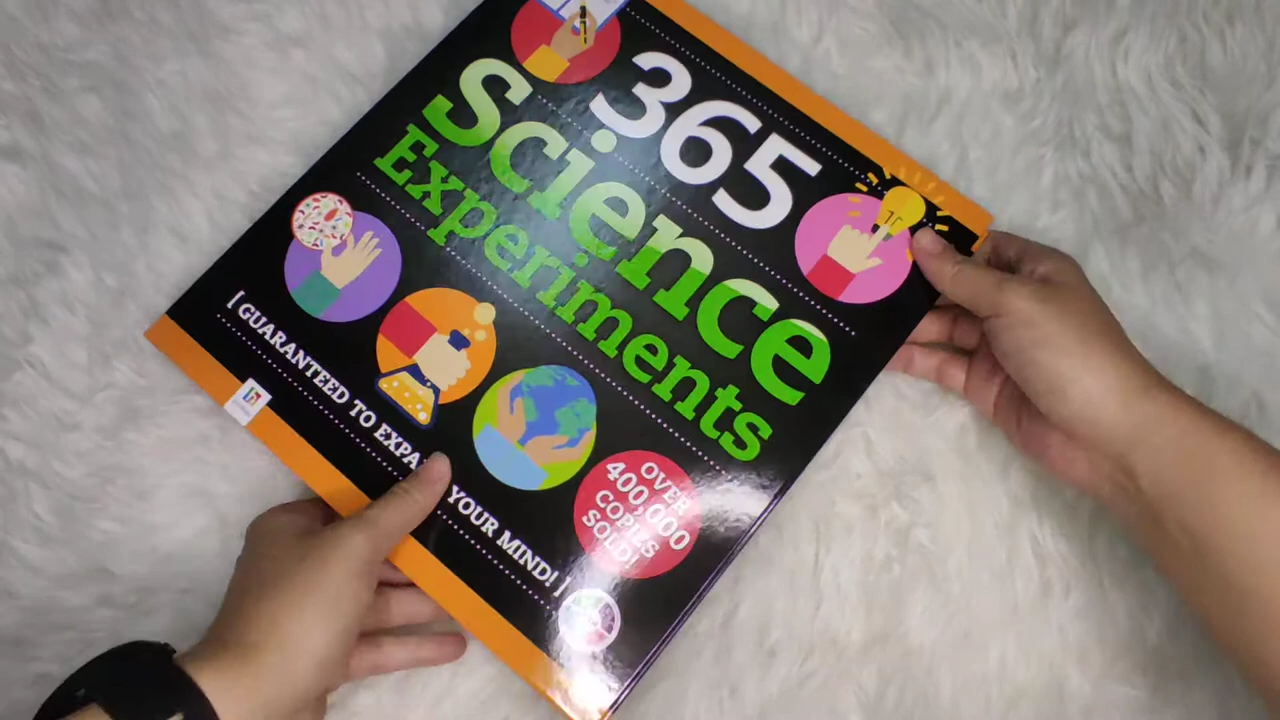 365
Science
Experiments
[ GUARANTEED TO EXPA YOUR MIND! ]
OVER
400,000
COPIES
SOLD!